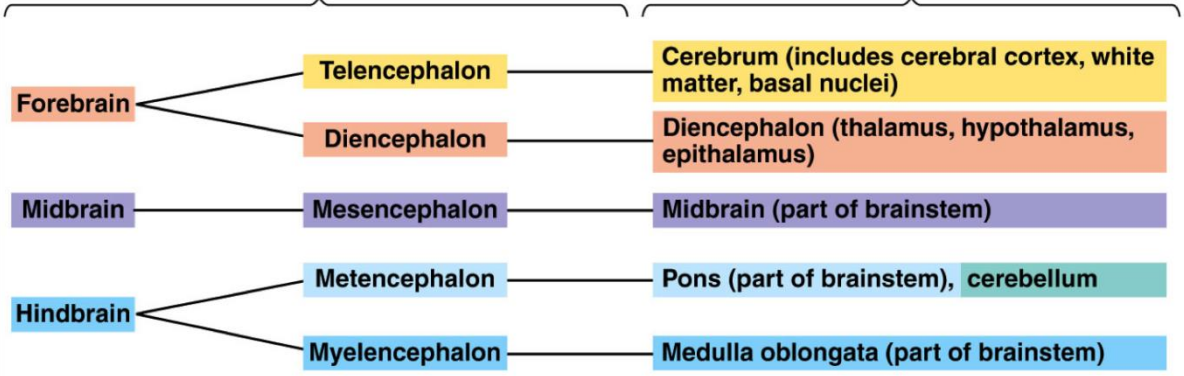 Forebrain
Telencephalon
Cerebrum (includes cerebral cortex, white
matter, basal nuclei)
Diencephalon
Diencephalon (thalamus, hypothalamus,
epithalamus)
Midbrain
Mesencephalon
Midbrain (part of brainstem)
Hindbrain
Metencephalon
Pons (part of brainstem), cerebellum
Myelencephalon
Medulla oblongata (part of brainstem)